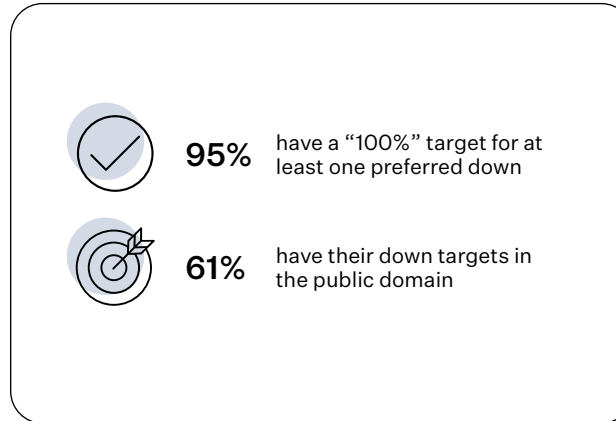 95%
have a “100%” target for at
least one preferred down
61%
have their down targets in
the public domain